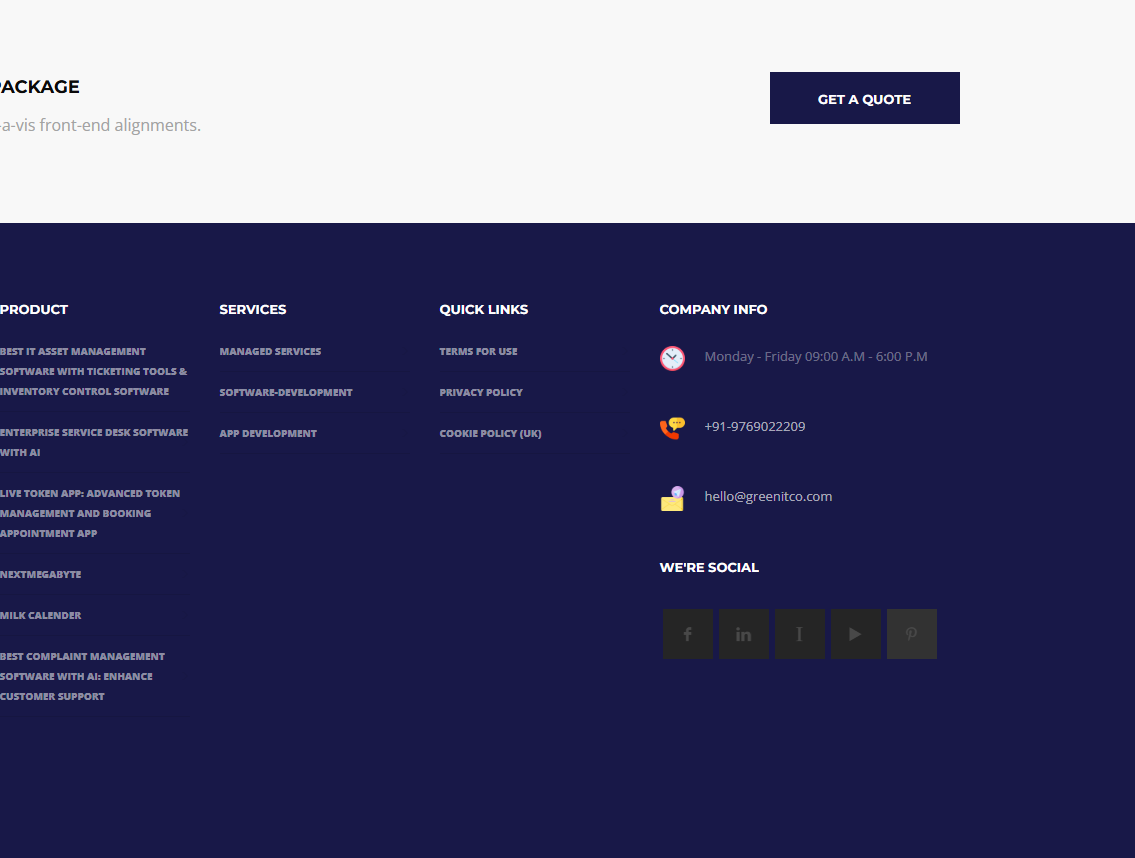 PACKAGE
-a-vis front-end alignments.
GET A QUOTE
PRODUCT
BEST IT ASSET MANAGEMENT
SOFTWARE WITH TICKETING TOOLS &
INVENTORY CONTROL SOFTWARE
ENTERPRISE SERVICE DESK SOFTWARE
WITH AI
LIVE TOKEN APP: ADVANCED TOKEN
MANAGEMENT AND BOOKING
APPOINTMENT APP
NEXTMEGABYTE
MILK CALENDER
BEST COMPLAINT MANAGEMENT
SOFTWARE WITH AI: ENHANCE
CUSTOMER SUPPORT
SERVICES
MANAGED SERVICES
SOFTWARE-DEVELOPMENT
APP DEVELOPMENT
QUICK LINKS
TERMS FOR USE
PRIVACY POLICY
COOKIE POLICY (UK)
COMPANY INFO
Monday - Friday 09:00 A.M - 6:00 P.M
+91-9769022209
hello@greenitco.com
WE'RE SOCIAL